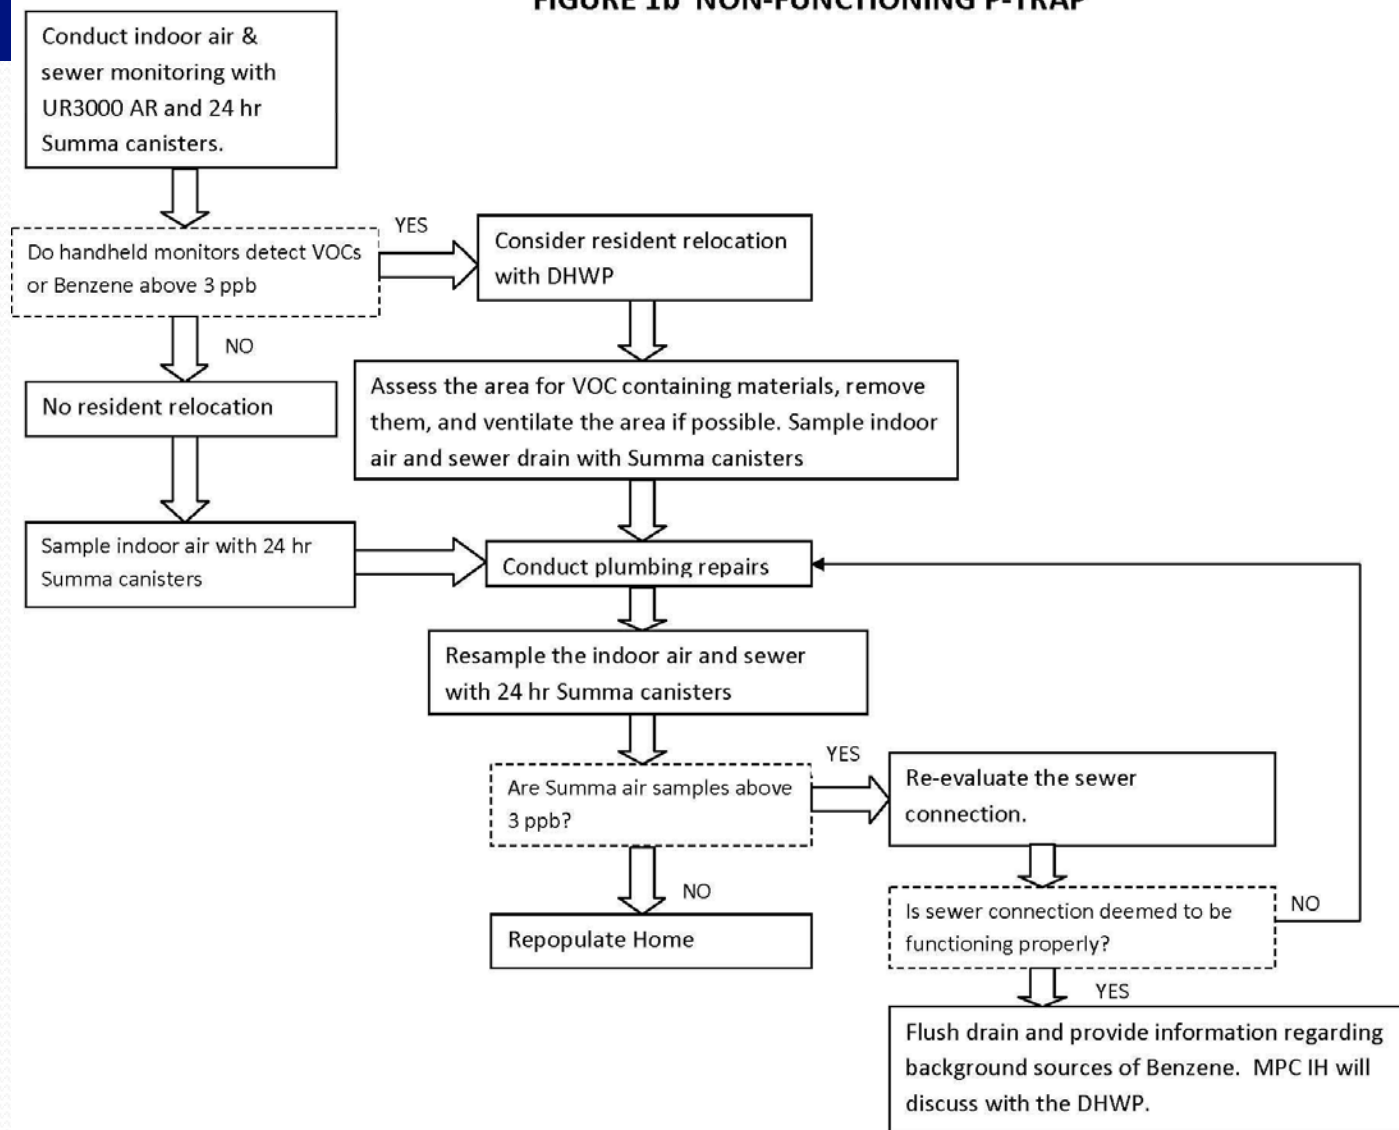 FIGURE 1b NON-FUNCTIONING P-TRAP
Conduct indoor air &
sewer monitoring with
UR3000 AR and 24 hr
Summa canisters.
Do handheld monitors detect VOCs
or Benzene above 3 ppb
YES
Consider resident relocation
with DHWP
NO
No resident relocation
Assess the area for VOC containing materials, remove
them, and ventilate the area if possible. Sample indoor
air and sewer drain with Summa canisters
Sample indoor air with 24 hr
Summa canisters
Conduct plumbing repairs
Resample the indoor air and sewer
with 24 hr Summa canisters
Are Summa air samples above
3 ppb?
YES
Re-evaluate the sewer
connection.
NO
Repopulate Home
Is sewer connection deemed to be
functioning properly?
NO
YES
Flush drain and provide information regarding
background sources of Benzene.  MPC IH will
discuss with the DHWP.